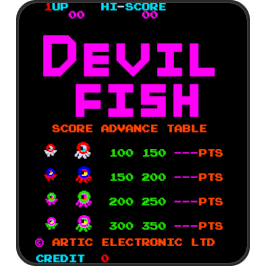 1UP HI-SCORE
00 00
DEVIL
FISH
SCORE ADVANCE TABLE
100 150 ---PTS
150 200 ---PTS
200 250 ---PTS
300 350 ---PTS
© ARTIC ELECTRONIC LTD
CREDIT 0